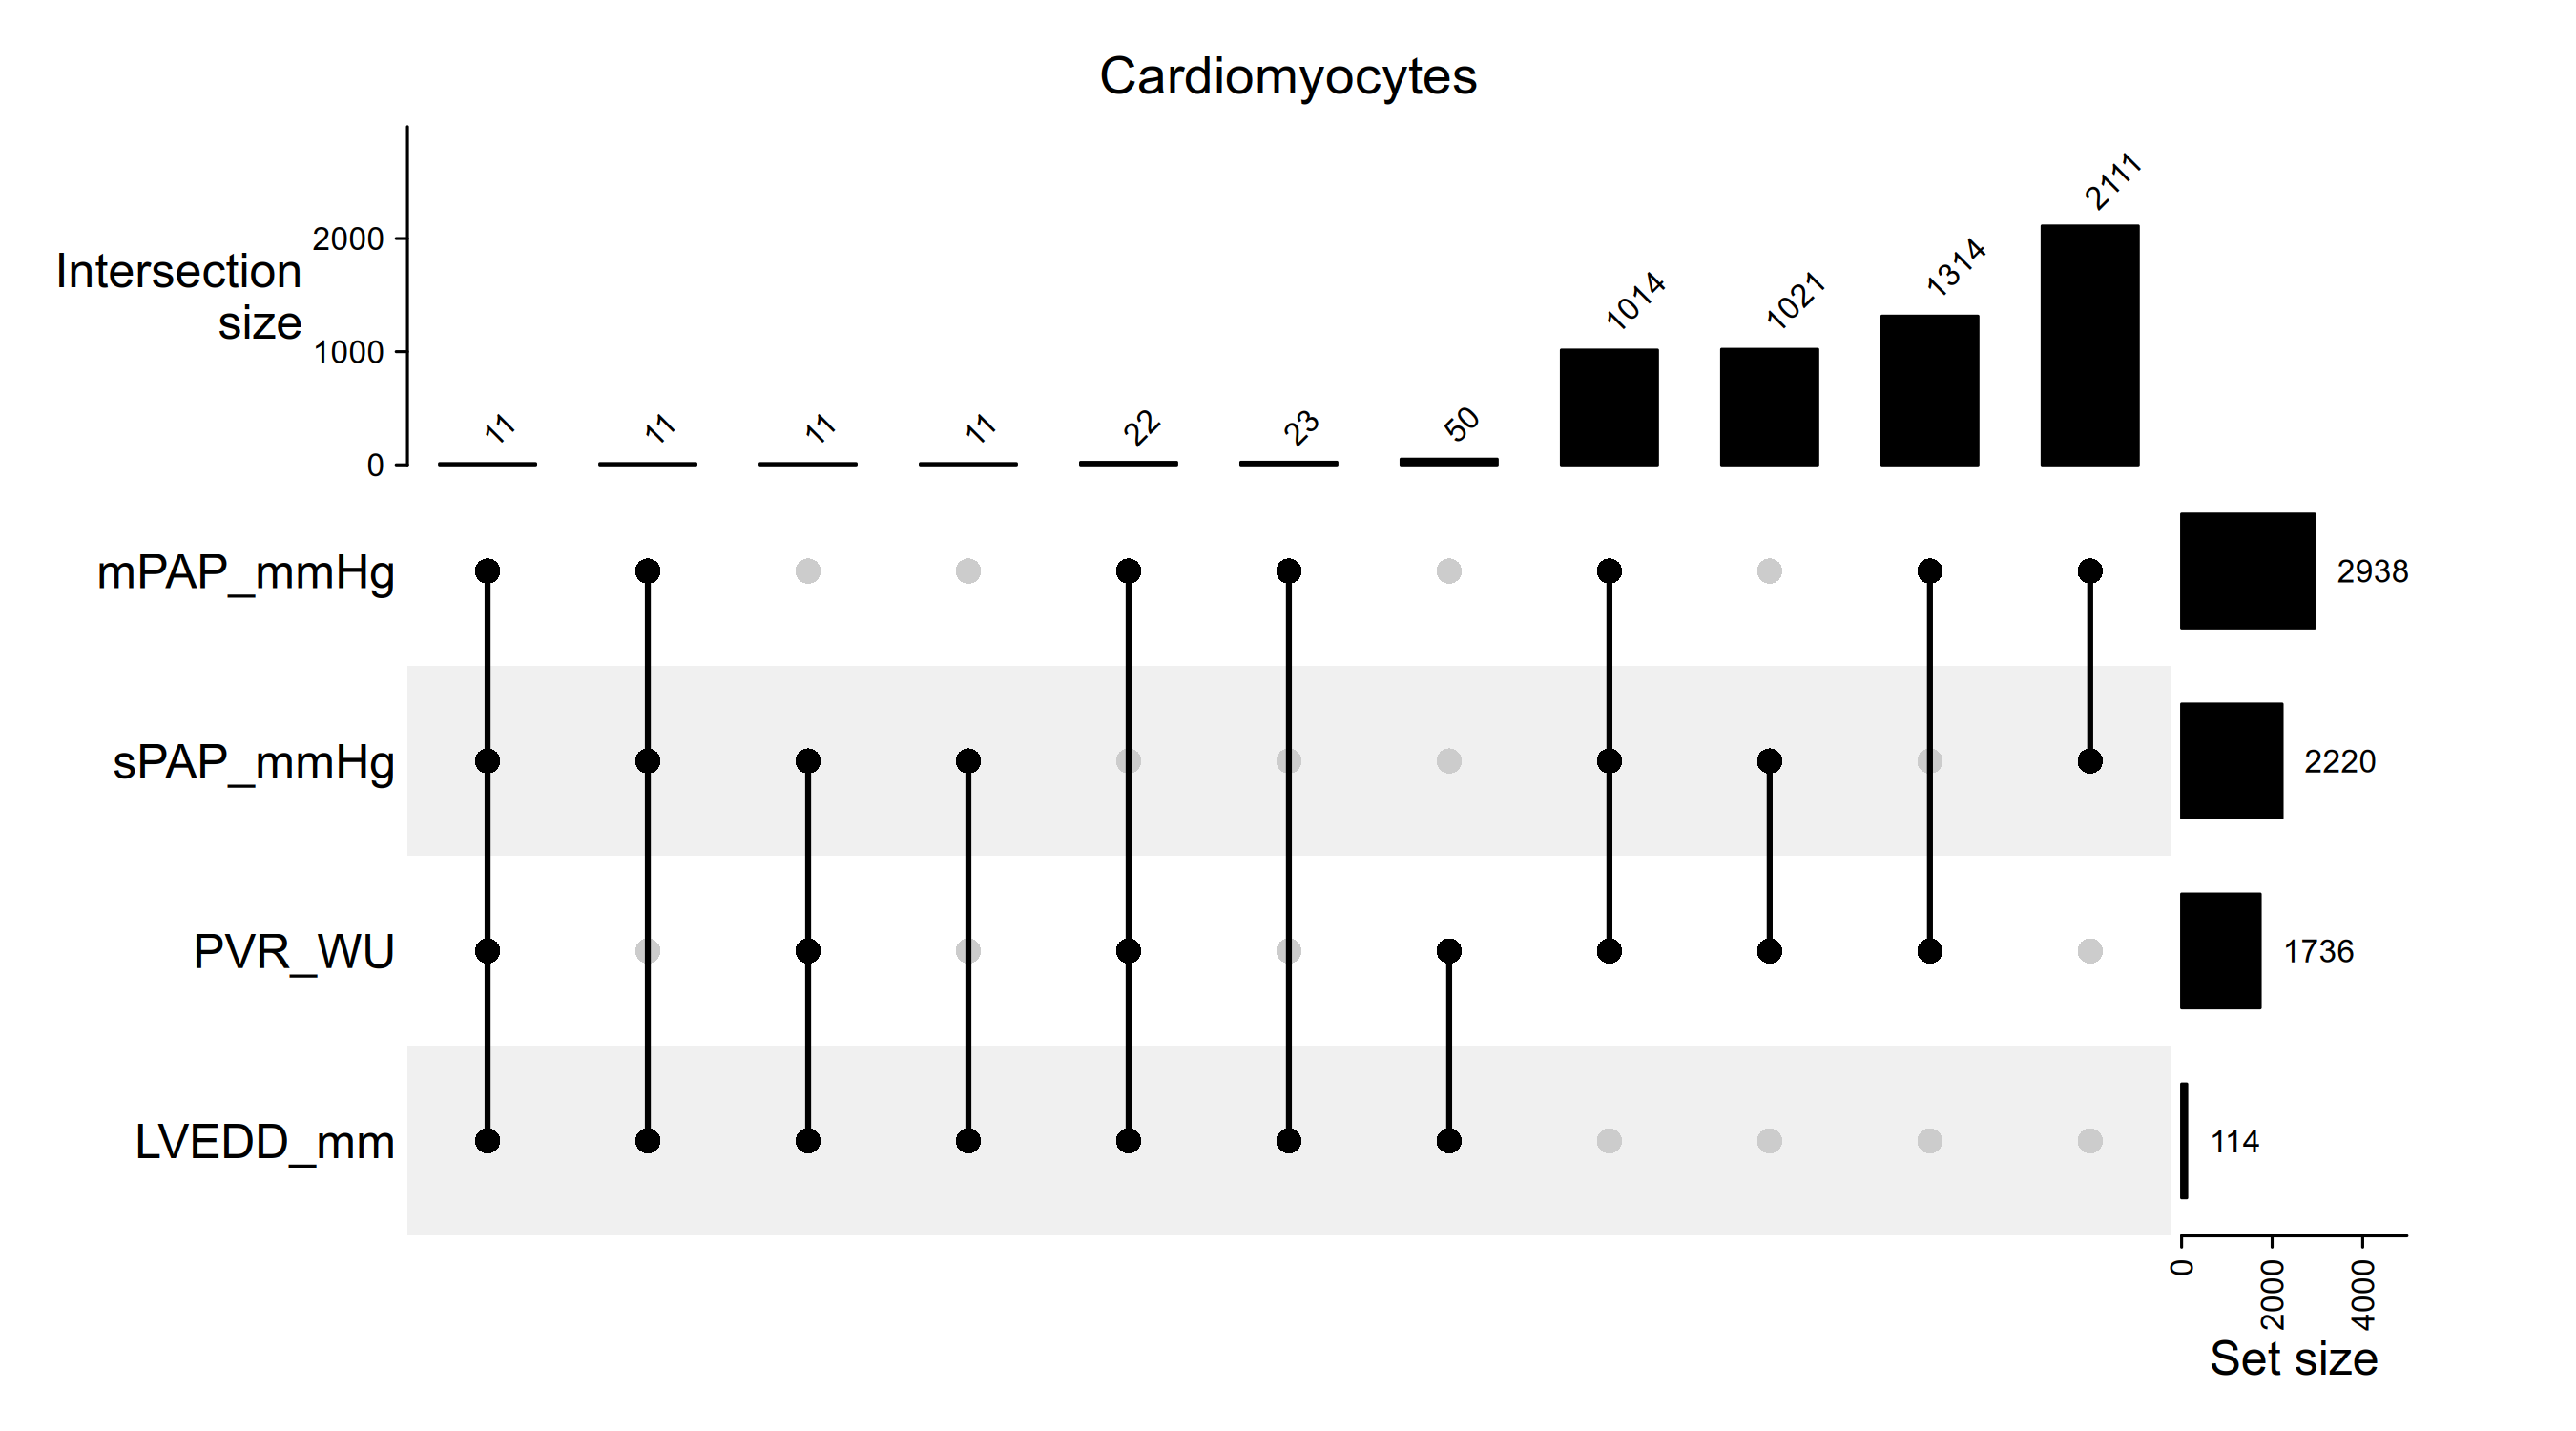 Cardiomyocytes
Intersection
size
2000
1000
0
11
11
11
11
22
23
50
1014
1021
1314
2111
mPAP_mmHg
2938
sPAP_mmHg
2220
PVR_WU
1736
LVEDD_mm
114
0
2000
4000
Set size